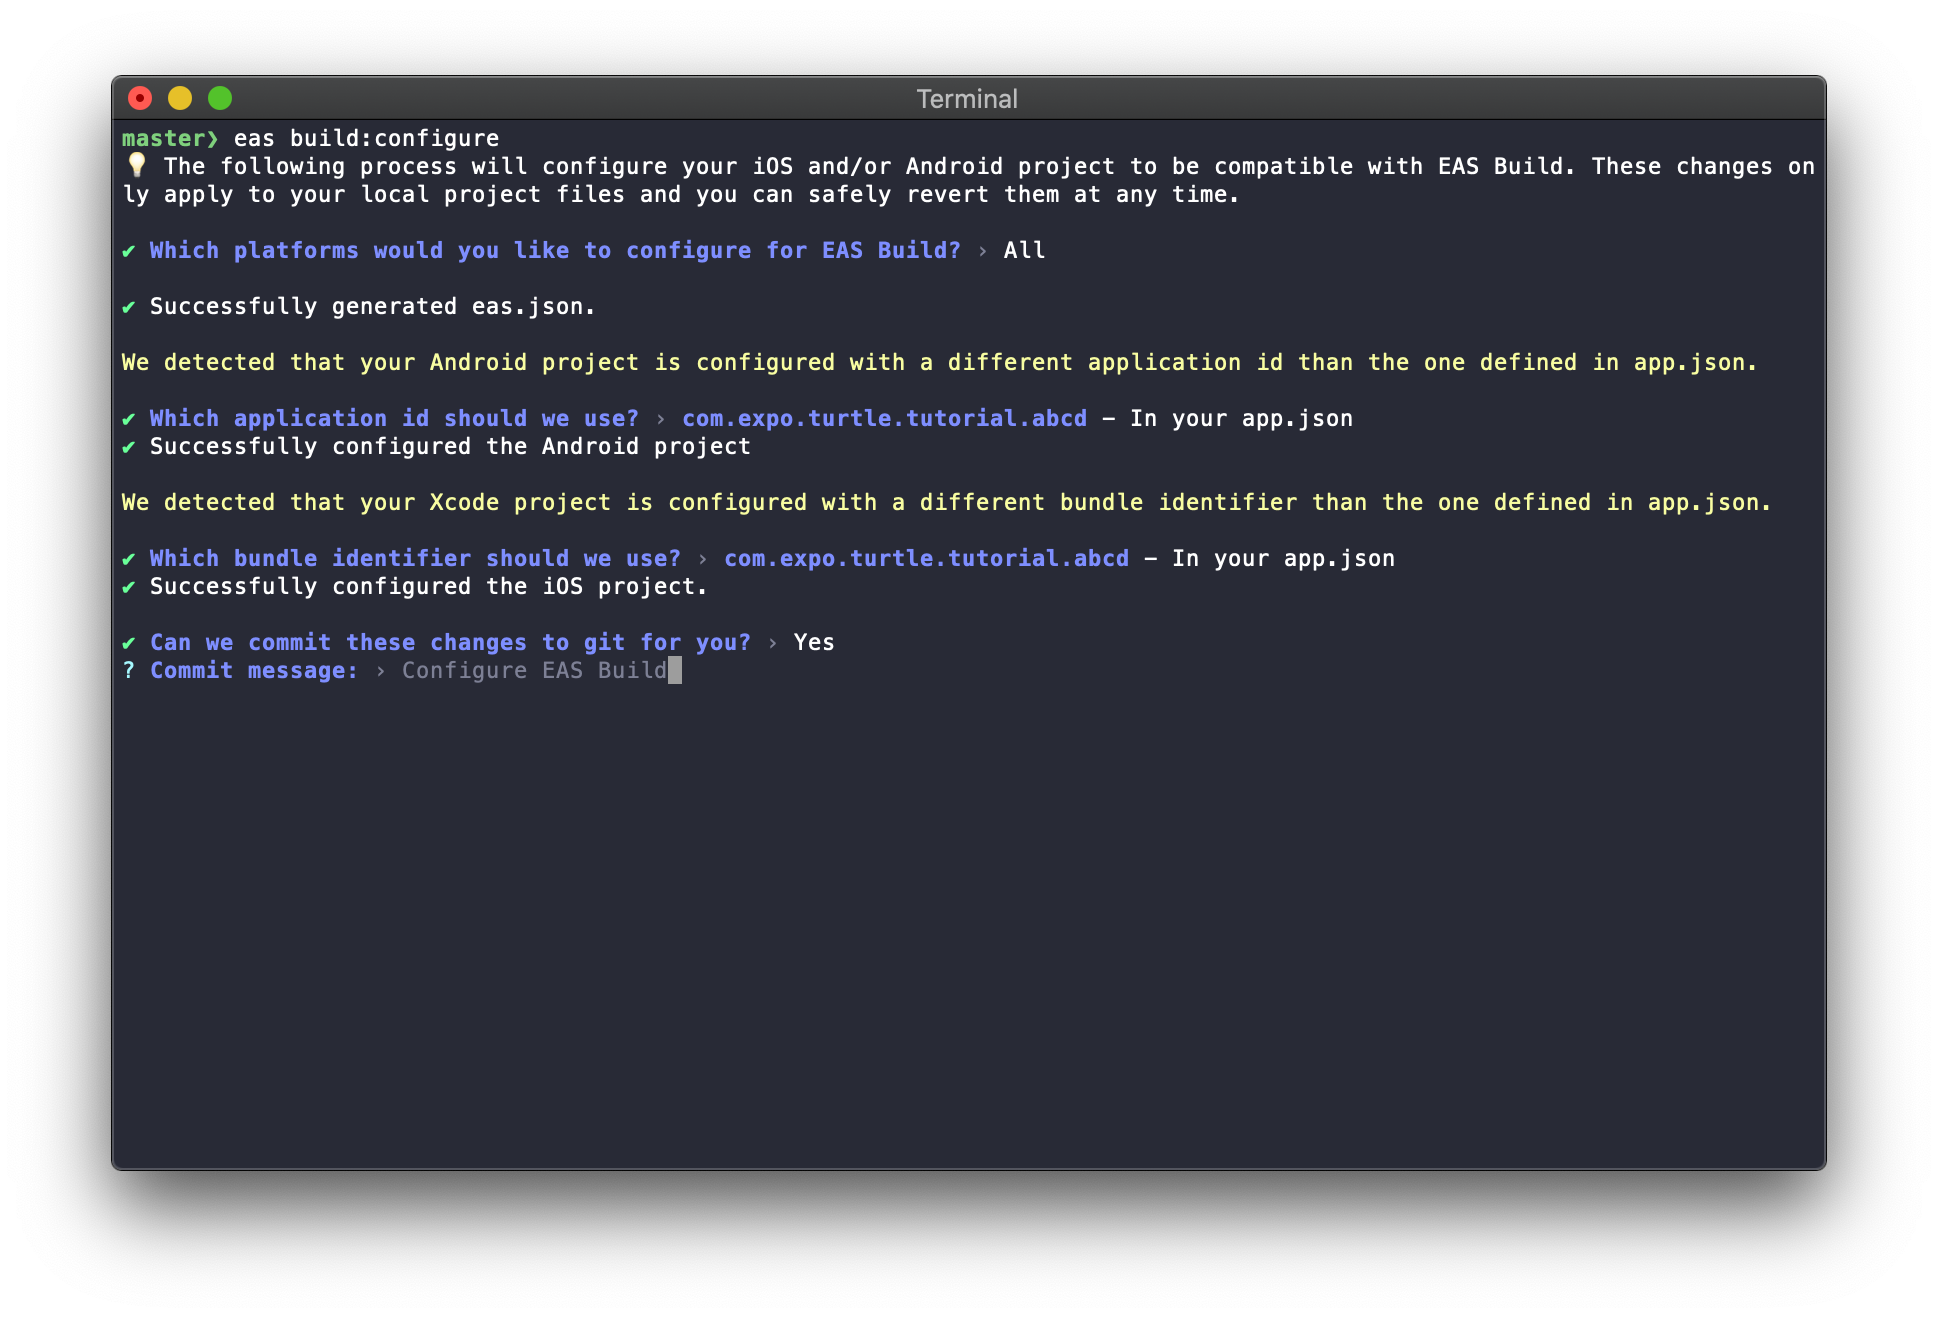 Terminal
master❯ eas build:configure
💡 The following process will configure your iOS and/or Android project to be compatible with EAS Build. These changes on
ly apply to your local project files and you can safely revert them at any time.
✔ Which platforms would you like to configure for EAS Build? › All
✔ Successfully generated eas.json.
We detected that your Android project is configured with a different application id than the one defined in app.json.
✔ Which application id should we use? › com.expo.turtle.tutorial.abcd – In your app.json
✔ Successfully configured the Android project
We detected that your Xcode project is configured with a different bundle identifier than the one defined in app.json.
✔ Which bundle identifier should we use? › com.expo.turtle.tutorial.abcd – In your app.json
✔ Successfully configured the iOS project.
✔ Can we commit these changes to git for you? › Yes
? Commit message: › Configure EAS Build